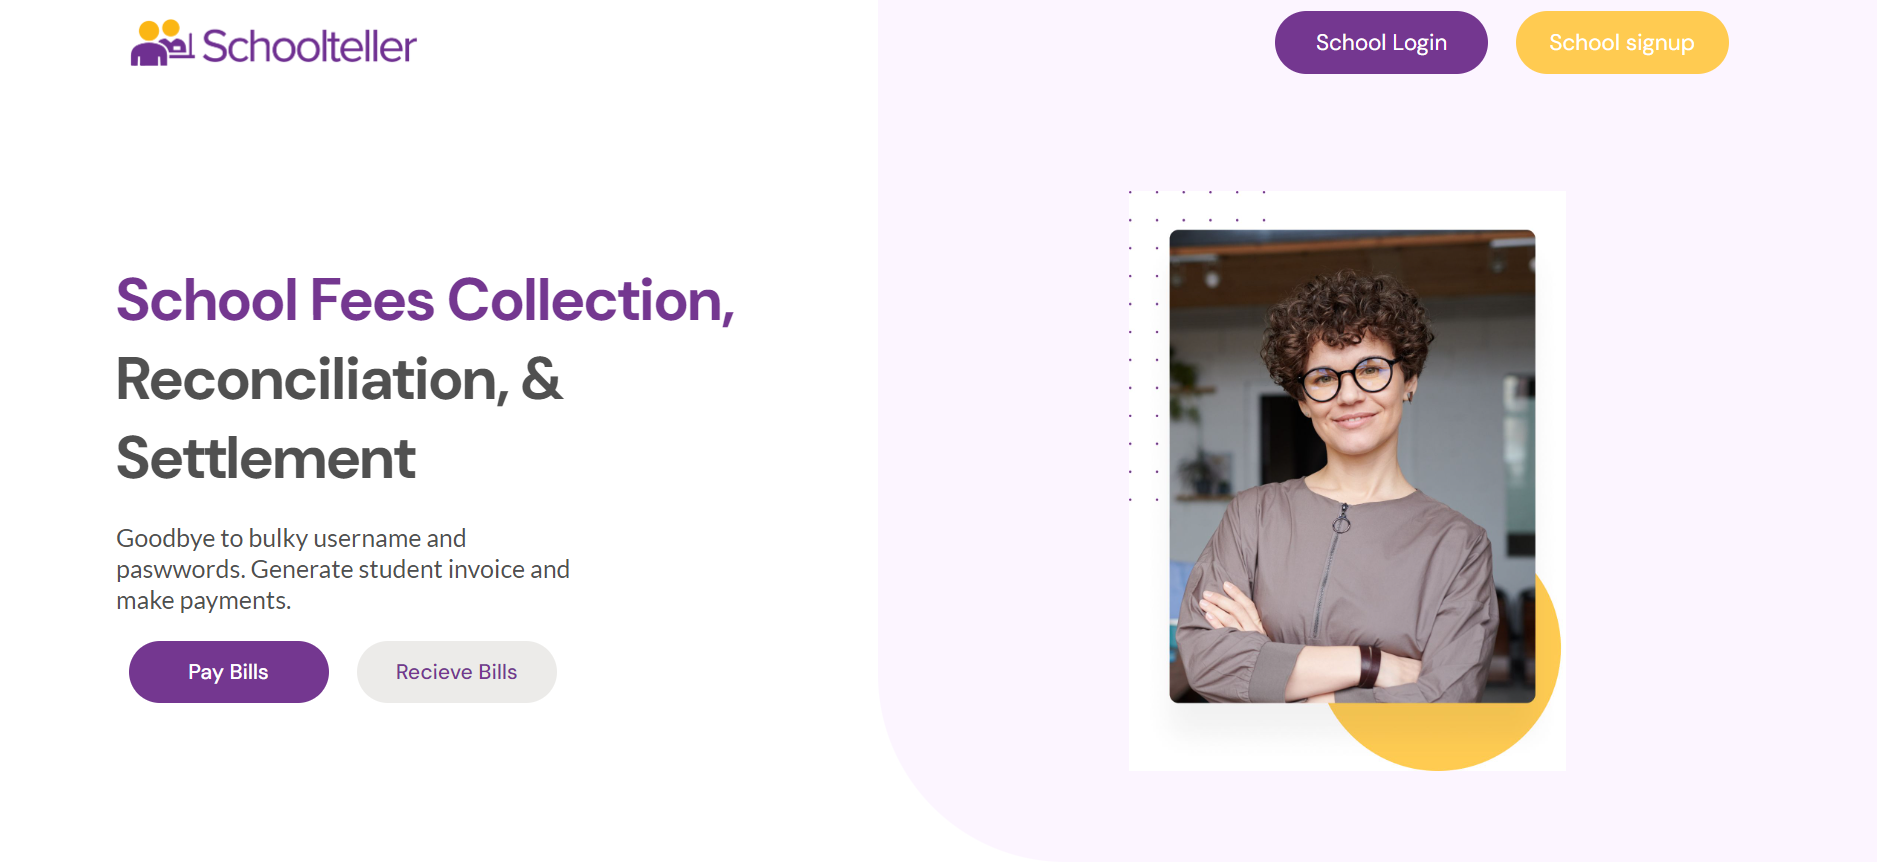 Schoolteller
School Login
School signup
School Fees Collection,
Reconciliation, &
Settlement
Goodbye to bulky username and
paswwords. Generate student invoice and
make payments.
Pay Bills
Recieve Bills